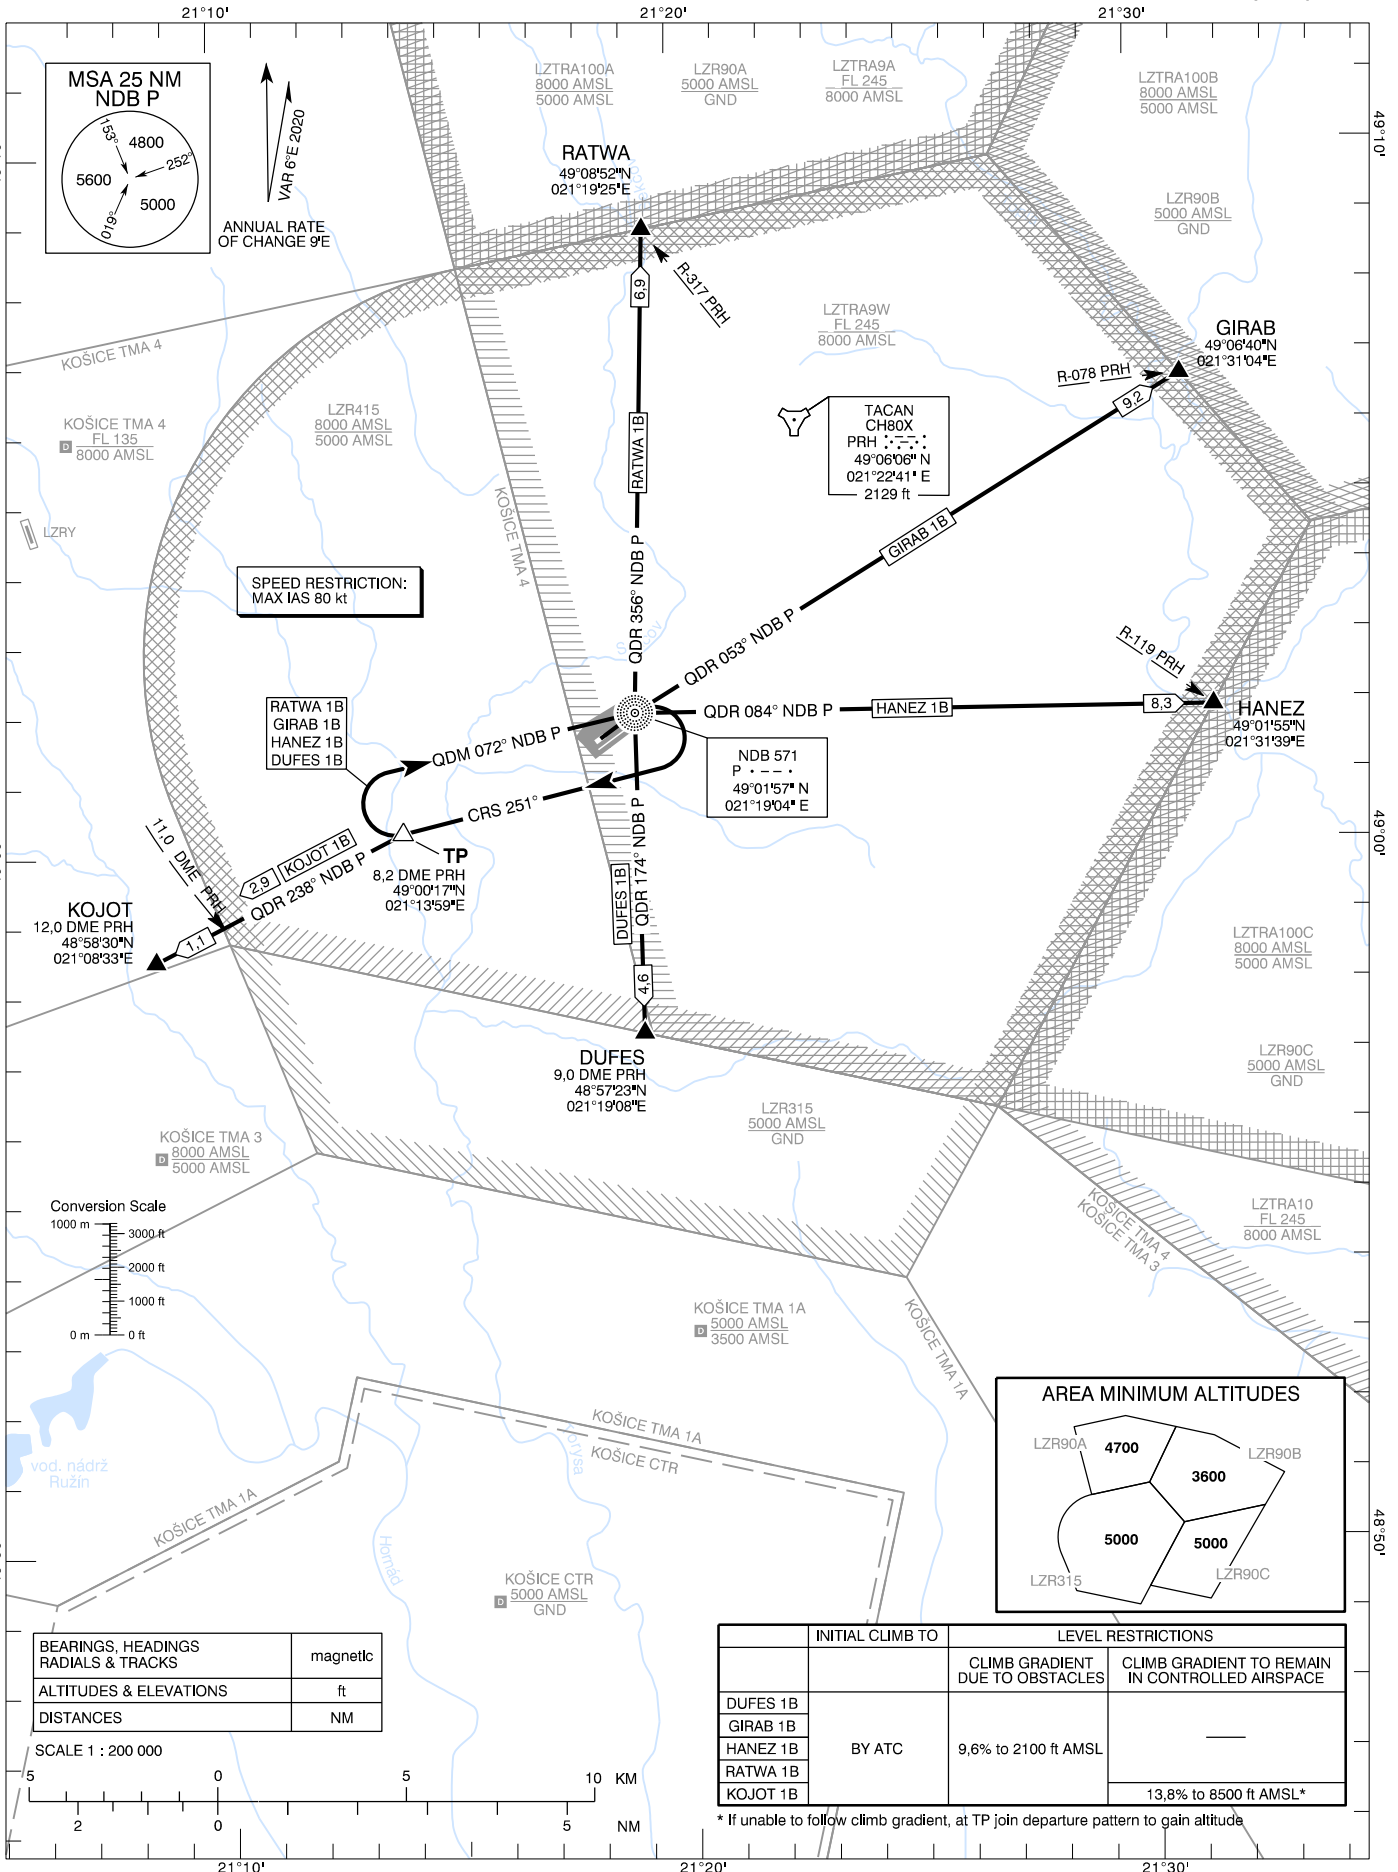 21°10'
21°20'
21°30'
MSA 25 NM
NDB P
153°
4800
252°
5600
5000
019°
VAR 6°E 2020
ANNUAL RATE
OF CHANGE 9'E
LZTRA100A
8000 AMSL
5000 AMSL
LZR90A
5000 AMSL
GND
LZTRA9A
FL 245
8000 AMSL
LZTRA100B
8000 AMSL
5000 AMSL
49°10'
RATWA
49°08'52"N
021°19'25"E
LZR90B
5000 AMSL
GND
R-317 PRH
6,9
KOŠICE TMA 4
LZTRA9W
FL 245
8000 AMSL
GIRAB
49°06'40"N
021°31'04"E
R-078 PRH
9,2
KOŠICE TMA 4
D
FL 135
8000 AMSL
LZR415
8000 AMSL
5000 AMSL
TACAN
CH80X
PRH
49°06'06" N
021°22'41" E
2129 ft
RATWA 1B
KOŠICE TMA 4
LZRY
GIRAB 1B
SPEED RESTRICTION:
MAX IAS 80 kt
QDR 356° NDB P
QDR 053° NDB P
R-119 PRH
RATWA 1B
GIRAB 1B
HANEZ 1B
DUFES 1B
QDM 072° NDB P
QDR 084° NDB P
HANEZ 1B
8,3
HANEZ
49°01'55"N
021°31'39"E
NDB 571
P
49°01'57" N
021°19'04" E
CRS 251°
49°00'
11,0 DME PRH
KOJOT 1B
2,9
QDR 238° NDB P
TP
8,2 DME PRH
49°00'17"N
021°13'59"E
QDR 174° NDB P
DUFES 1B
KOJOT
12,0 DME PRH
48°58'30"N
021°08'33"E
1,1
4,6
LZTRA100C
8000 AMSL
5000 AMSL
DUFES
9,0 DME PRH
48°57'23"N
021°19'08"E
LZR90C
5000 AMSL
GND
LZR315
5000 AMSL
GND
KOŠICE TMA 3
D
8000 AMSL
5000 AMSL
KOŠICE TMA 4
KOŠICE TMA 3
LZTRA10
FL 245
8000 AMSL
Conversion Scale
1000 m
3000 ft
2000 ft
1000 ft
0 m
0 ft
KOŠICE TMA 1A
D
5000 AMSL
3500 AMSL
KOŠICE TMA 1A
vod. nádrž
Ružín
KOŠICE TMA 1A
KOŠICE CTR
Torysa
KOŠICE TMA 1A
Hornád
KOŠICE CTR
D
5000 AMSL
GND
AREA MINIMUM ALTITUDES
LZR90A
4700
LZR90B
3600
5000
5000
LZR315
LZR90C
48°50'
BEARINGS, HEADINGS
RADIALS & TRACKS
magnetic
ALTITUDES & ELEVATIONS
ft
DISTANCES
NM
SCALE 1 : 200 000
5
0
5
10
KM
2
0
5
NM
INITIAL CLIMB TO
LEVEL RESTRICTIONS
CLIMB GRADIENT
DUE TO OBSTACLES
CLIMB GRADIENT TO REMAIN
IN CONTROLLED AIRSPACE
DUFES 1B
GIRAB 1B
HANEZ 1B
RATWA 1B
KOJOT 1B
BY ATC
9,6% to 2100 ft AMSL
13,8% to 8500 ft AMSL*
* If unable to follow climb gradient, at TP join departure pattern to gain altitude
21°10'
21°20'
21°30'